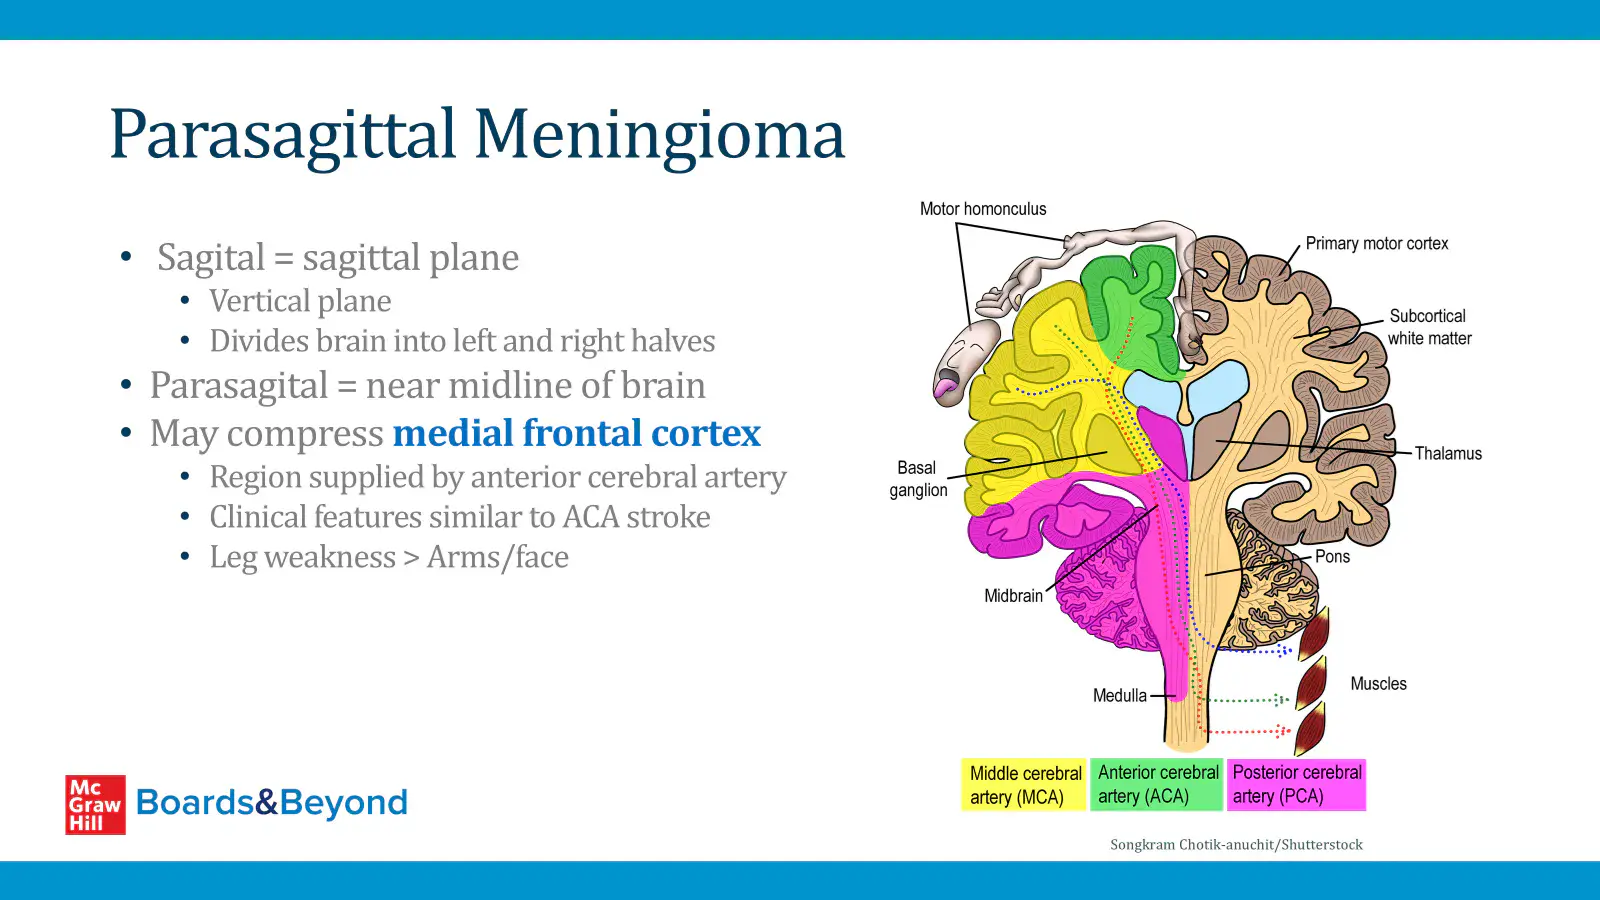 Parasagittal Meningioma
• Sagital = sagittal plane
• Vertical plane
• Divides brain into left and right halves
• Parasagital = near midline of brain
• May compress medial frontal cortex
• Region supplied by anterior cerebral artery
• Clinical features similar to ACA stroke
• Leg weakness > Arms/face
Motor homonculus
Primary motor cortex
Subcortical
white matter
Thalamus
Basal
ganglion
Pons
Midbrain
Muscles
Medulla
Middle cerebral
artery (MCA)
Anterior cerebral
artery (ACA)
Posterior cerebral
artery (PCA)
Mc
Graw
Hill
Boards&Beyond
Songkram Chotik-anuchit/Shutterstock